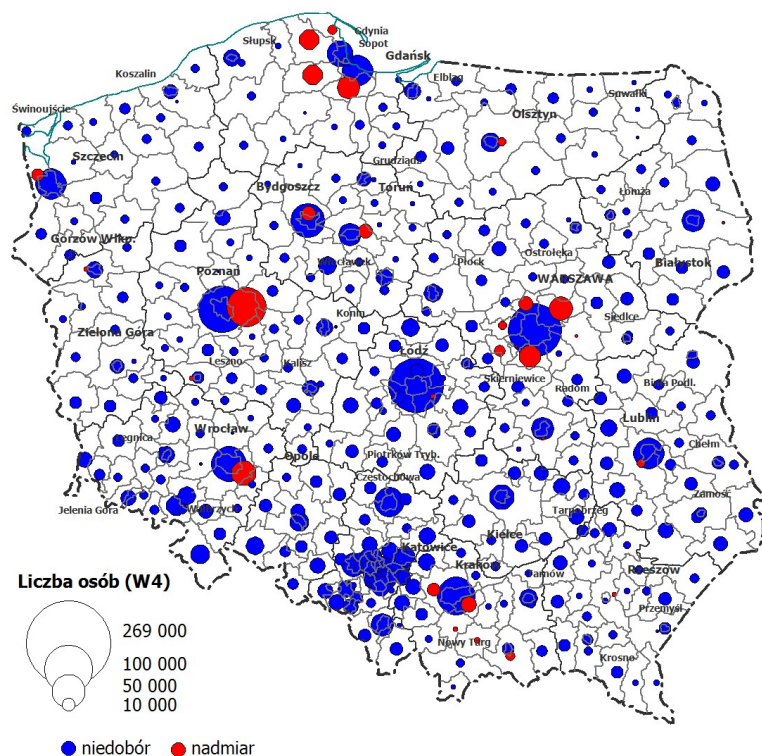 Gdynia
Słupsk
Sopot
Gdańsk
Koszalin
Elbląg
Suwałki
Świnoujście
Olsztyn
Szczecin
Grudziądz
Bydgoszcz
Toruń
Łomża
Gorzów Wlkp.
Ostrołęka
Włocławek
Płock
Białystok
Poznań
WARSZAWA
Konin
Siedlce
Zielona Góra
Łódź
Leszno
Kalisz
Skierniewice
Biała Podl.
Radom
Lublin
Wrocław
Legnica
Opole
Piotrków Tryb.
Chełm
Częstochowa
Zamość
Jelenia Góra
Wałbrzych
Tarnobrzeg
Kielce
Katowice
Kraków
Rzeszów
Tarnów
Liczba osób (W4)
Przemyśl
269 000
Nowy Targ
Krosno
100 000
50 000
10 000
niedobór nadmiar